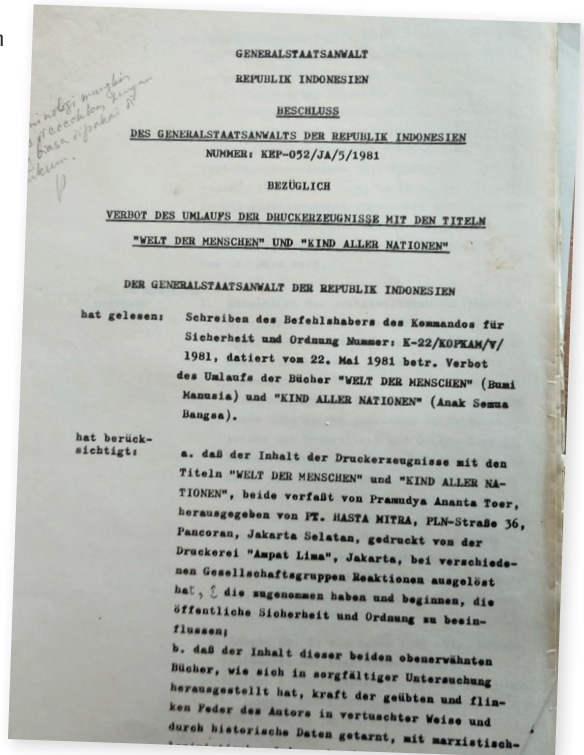 n
GENERALSTAATSANWALT
REPUBLIK INDONESIEN
BESCHLUSS
DES GENERALSTAATSANWALTS DER REPUBLIK INDONESIEN
NUMMER: KEP-052/JA/5/1981
BEZÜGLICH
VERBOT DES UMLAUFS DER DRUCKERZEUGNISSE MIT DEN TITELN
"WELT DER MENSCHEN" UND "KIND ALLER NATIONEN"
DER GENERALSTAATSANWALT DER REPUBLIK INDONESIEN
hat gelesen: Schreiben des Befehlshabers des Kommandos für
Sicherheit und Ordnung Nummer: K-22/KOPKAM/V/
1981, datiert vom 22. Mai 1981 betr. Verbot
des Umlaufs der Bücher "WELT DER MENSCHEN" (Bumi
Manusia) und "KIND ALLER NATIONEN" (Anak Semua
Bangsa).
hat berück-
sichtigt: a. daß der Inhalt der Druckerzeugnisse mit den
Titeln "WELT DER MENSCHEN" und "KIND ALLER NA-
TIONEN", beide verfaßt von Pramudya Ananta Toer,
herausgegeben von PT. HASTA MITRA, PLN-Straße 36,
Pancoran, Jakarta Selatan, gedruckt von der
Druckerei "Ampat Lima", Jakarta, bei verschiede-
nen Gesellschaftsgruppen Reaktionen ausgelöst
hat, die zugenommen haben und beginnen, die
öffentliche Sicherheit und Ordnung zu beein-
flussen;
b. daß der Inhalt dieser beiden obenerwähnten
Bücher, wie sich in sorgfältiger Untersuchung
herausgestellt hat, kraft der geübten und flin-
ken Feder des Autors in vertuschter Weise und
durch historische Daten getarnt, mit marxistisch-